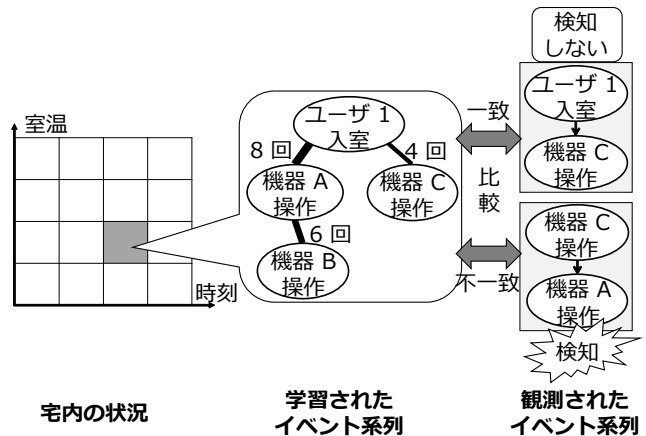 検知
しない
室温
時刻
宅内の状況
ユーザ 1
入室
8 回
4 回
機器 A
操作
機器 C
操作
6 回
機器 B
操作
学習された
イベント系列
一致
比
較
不一致
ユーザ 1
入室
機器 C
操作
機器 C
操作
機器 A
操作
検知
観測された
イベント系列